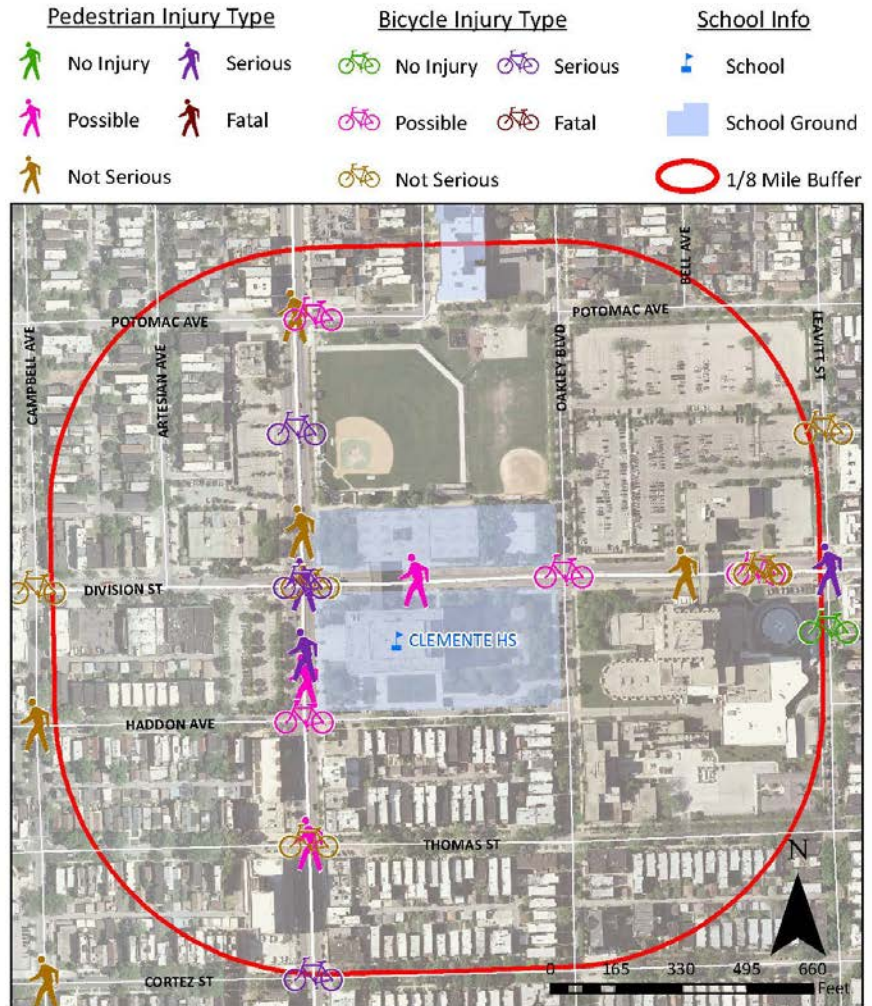 Pedestrian Injury Type
Bicycle Injury Type
School Info
No Injury
Serious
No Injury
Serious
School
Possible
Fatal
Possible
Fatal
School Ground
Not Serious
Not Serious
1/8 Mile Buffer
BELL AVE
POTOMAC AVE
POTOMAC AVE
CAMPBELL AVE
ARTESIAN AVE
OAKLEY BLVD
LEAVITT ST
DIVISION ST
CLEMENTE HS
HADDON AVE
THOMAS ST
N
CORTEZ ST
0 165 330 495 660
Feet